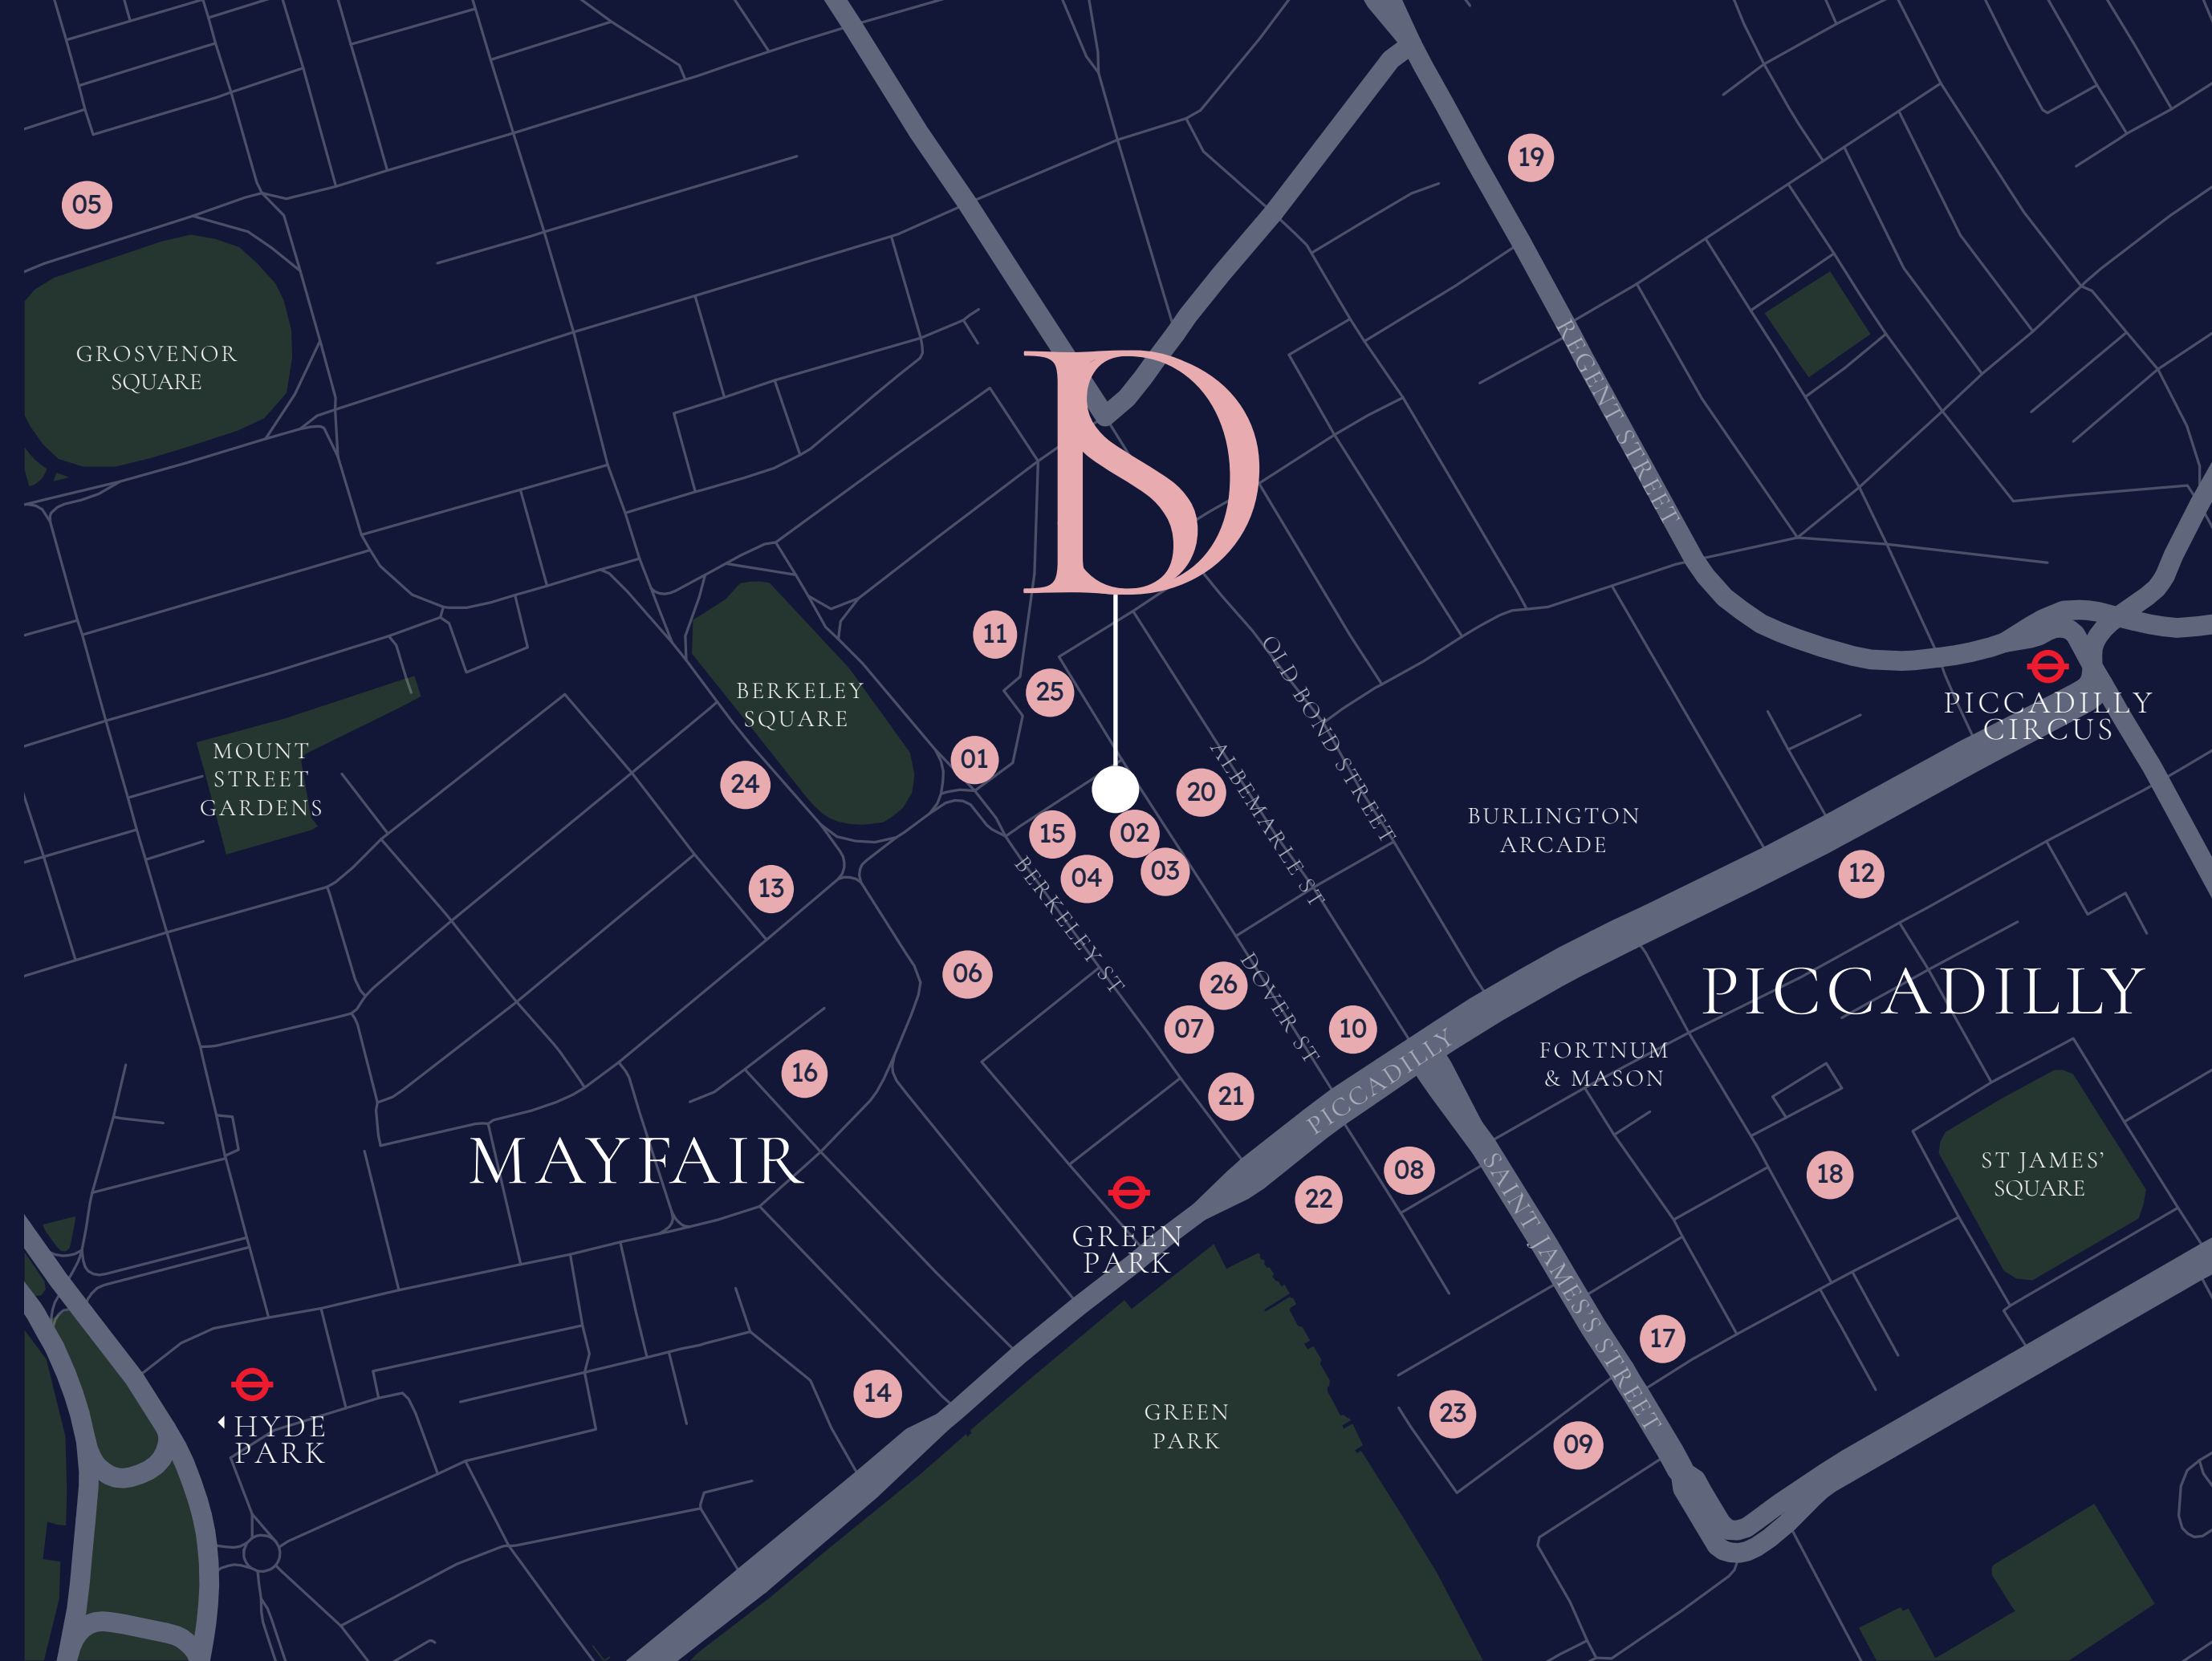 19
05
GROSVENOR
SQUARE
REGENT STREET
SD
11
OLD BOND STREET
25
BERKELEY
SQUARE
PICCADILLY
CIRCUS
MOUNT
STREET
GARDENS
01
24
20
ALBEMARLE ST
BURLINGTON
ARCADE
15
02
03
04
13
12
BERKELEY ST
06
26
DOVER ST
PICCADILLY
07
10
FORTNUM
& MASON
16
21
PICCADILLY
MAYFAIR
08
22
18
ST JAMES’
SQUARE
SAINT JAMES'S STREET
GREEN
PARK
17
14
HYDE
PARK
GREEN
PARK
23
09